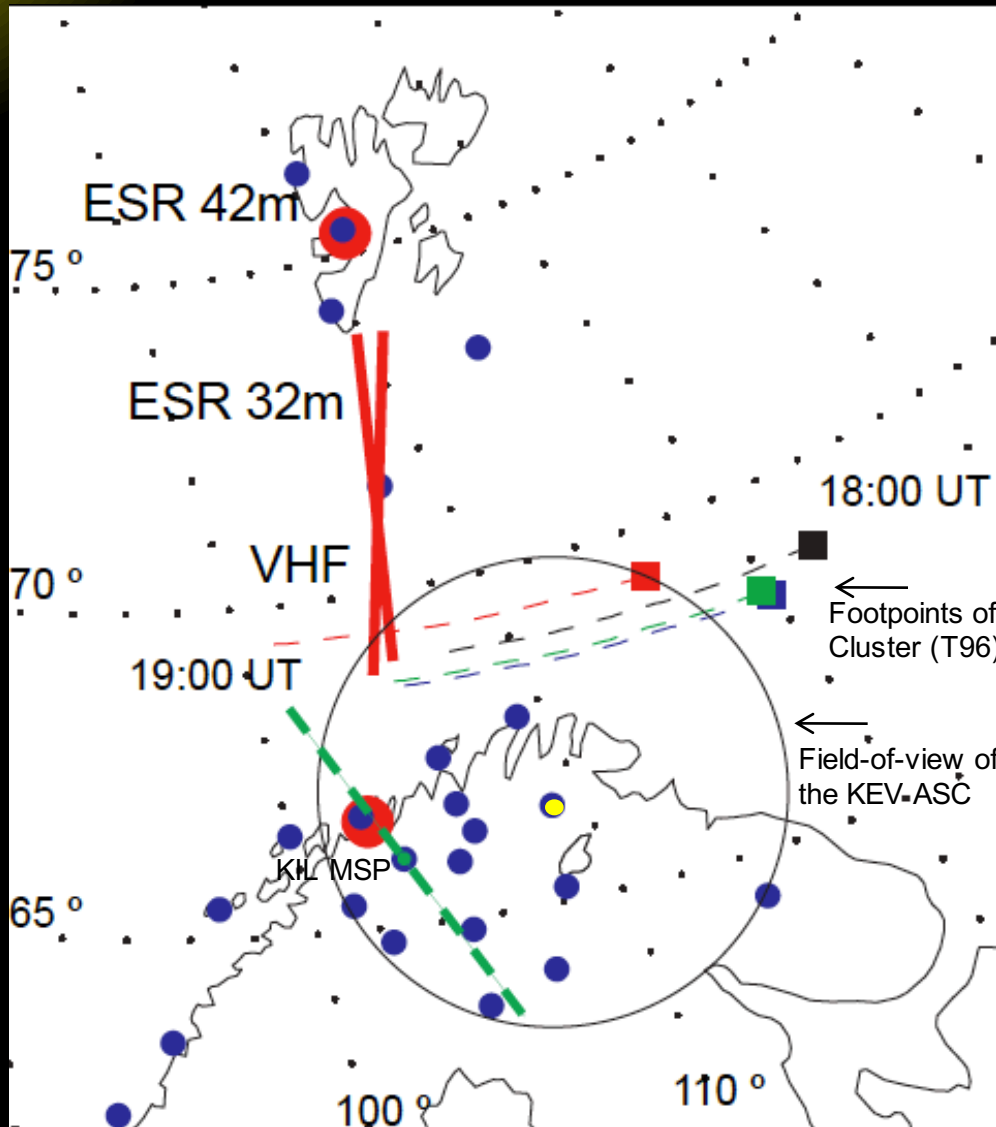 ESR 42m
75 º
ESR 32m
18:00 UT
VHF
70 º
Footpoints of
Cluster (T96)
19:00 UT
Field-of-view of
the KEV-ASC
KIL MSP
65 º
100 º
110 º